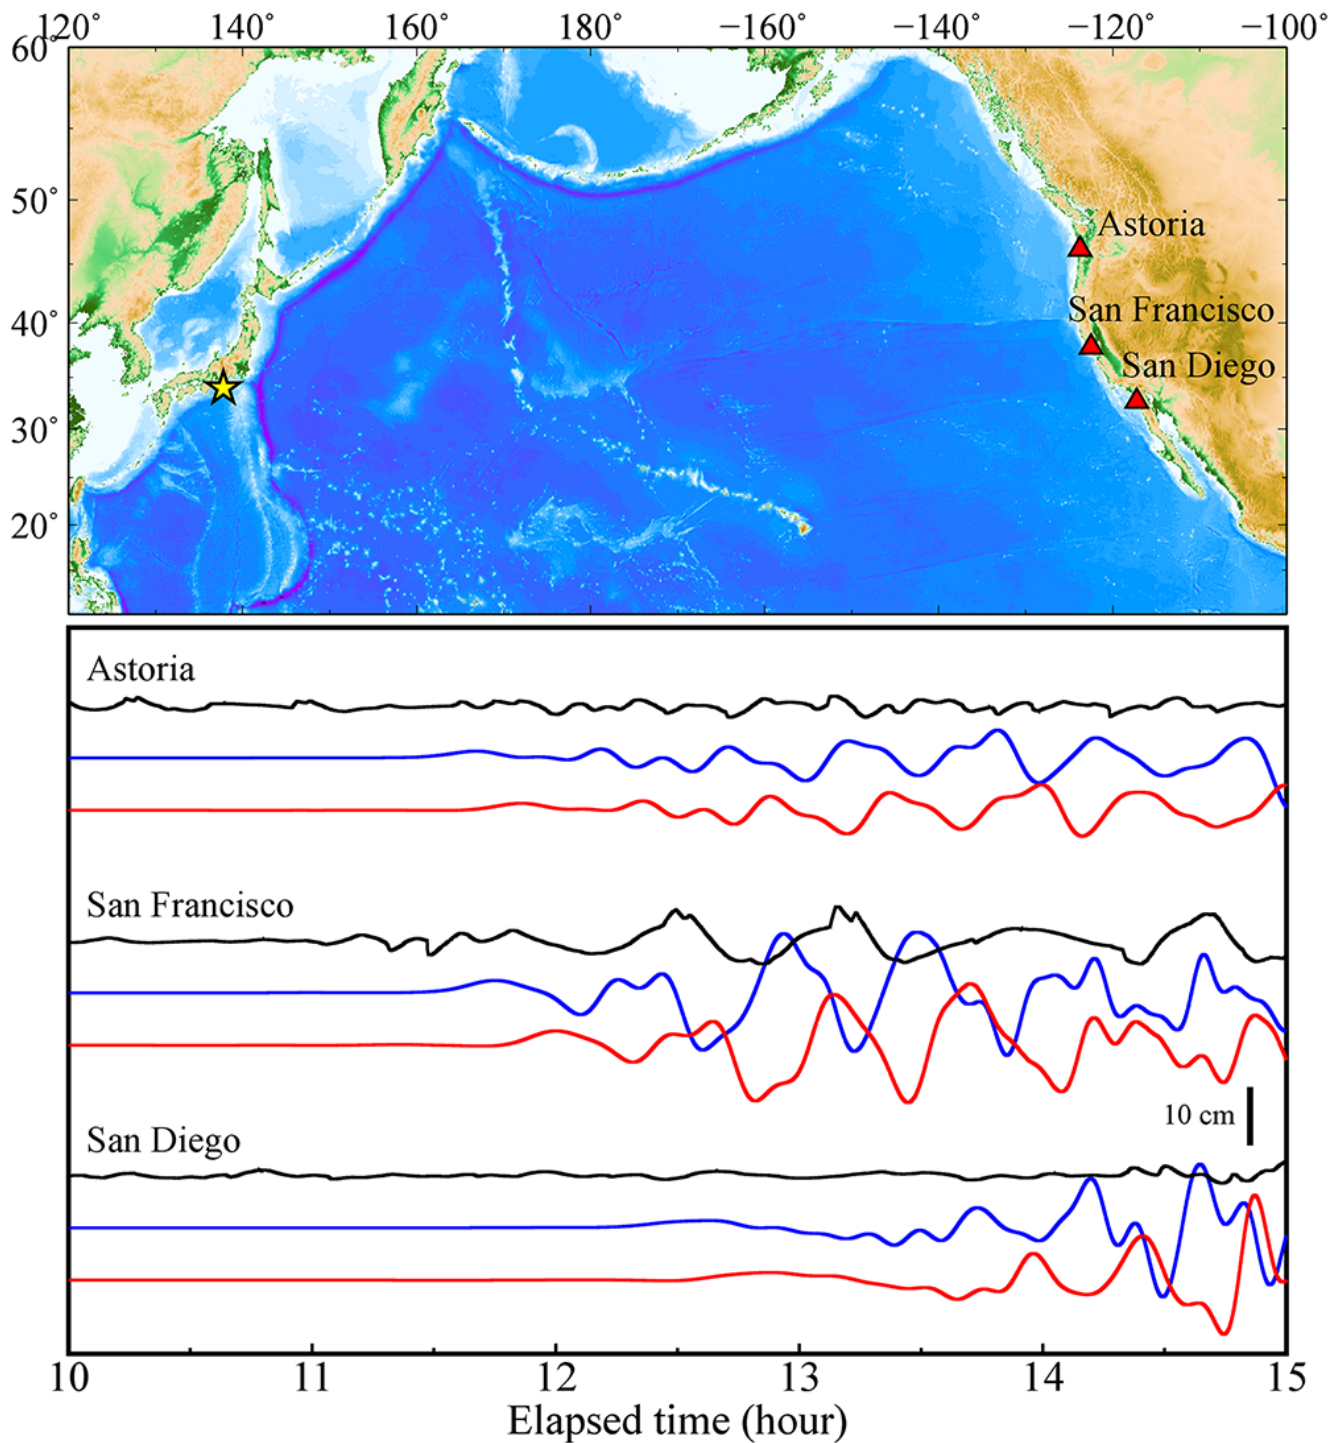 120° 140° 160° 180° −160° −140° −120° −100°
60°
50°
Astoria
40°
San Francisco
San Diego
30°
20°
Astoria
San Francisco
10 cm
San Diego
10 11 12 13 14 15
Elapsed time (hour)